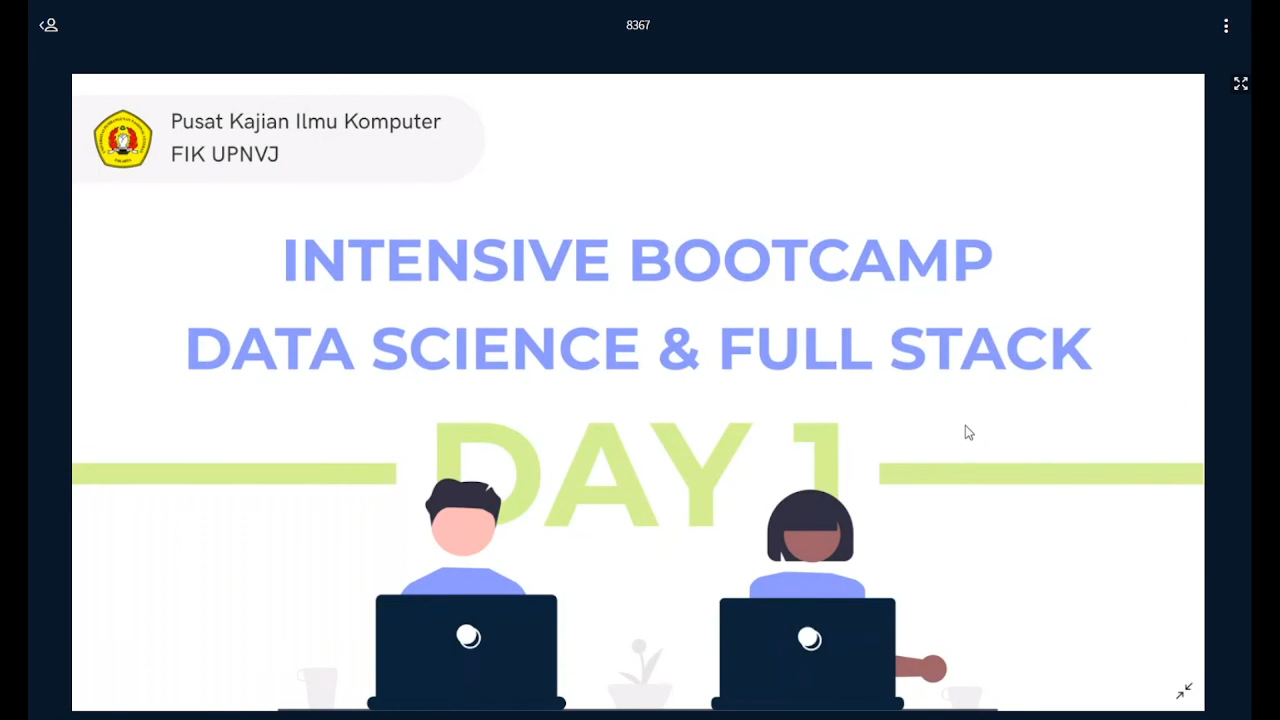 8367
Pusat Kajian Ilmu Komputer
FIK UPNVJ
INTENSIVE BOOTCAMP
DATA SCIENCE & FULL STACK
DAY 1